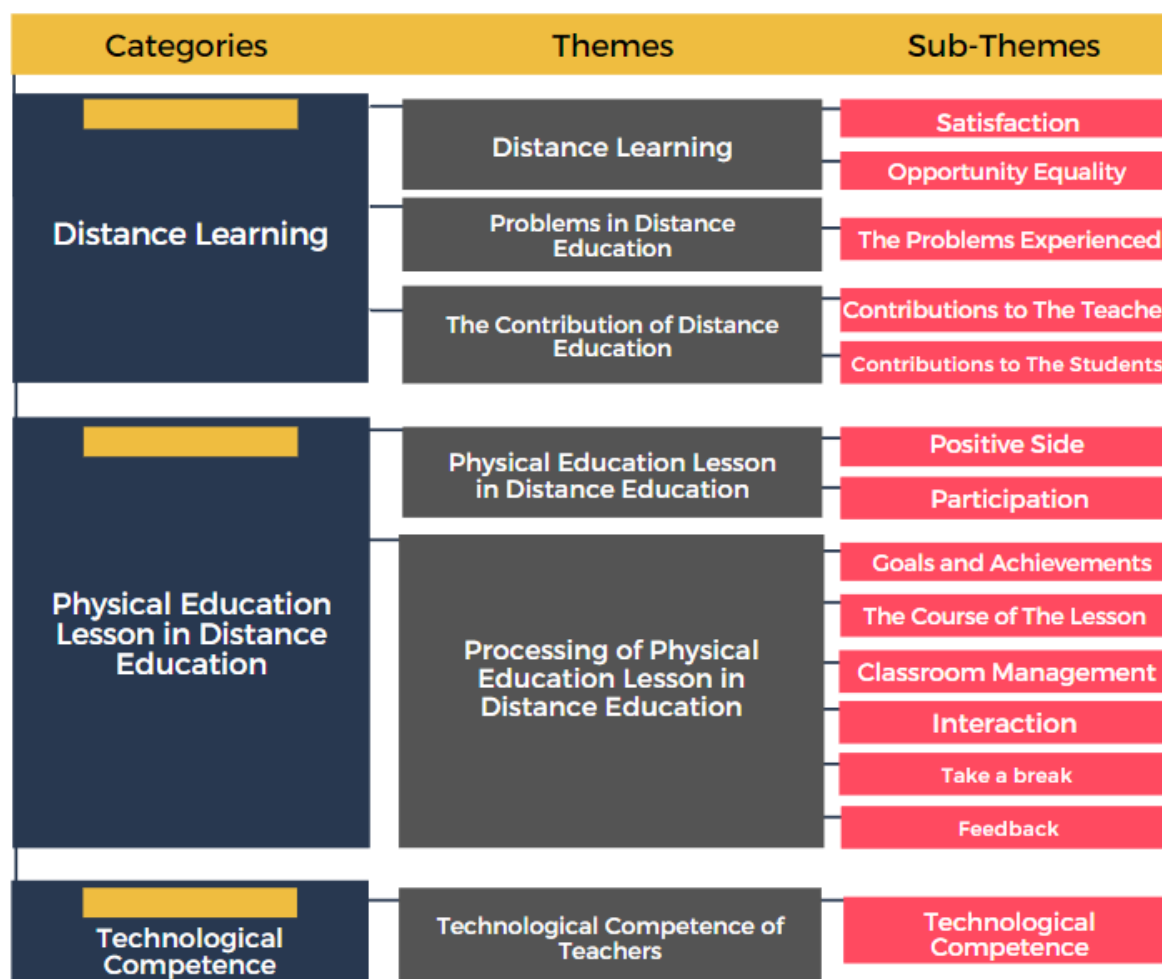 Categories
Themes
Sub-Themes
Distance Learning
Distance Learning
Satisfaction
Opportunity Equality
Problems in Distance
Education
The Problems Experienced
The Contribution of Distance
Education
Contributions to The Teache
Contributions to The Students
Physical Education
Lesson in Distance
Education
Physical Education Lesson
in Distance Education
Positive Side
Participation
Processing of Physical
Education Lesson in
Distance Education
Goals and Achievements
The Course of The Lesson
Classroom Management
Interaction
Take a break
Feedback
Technological
Competence
Technological Competence of
Teachers
Technological
Competence